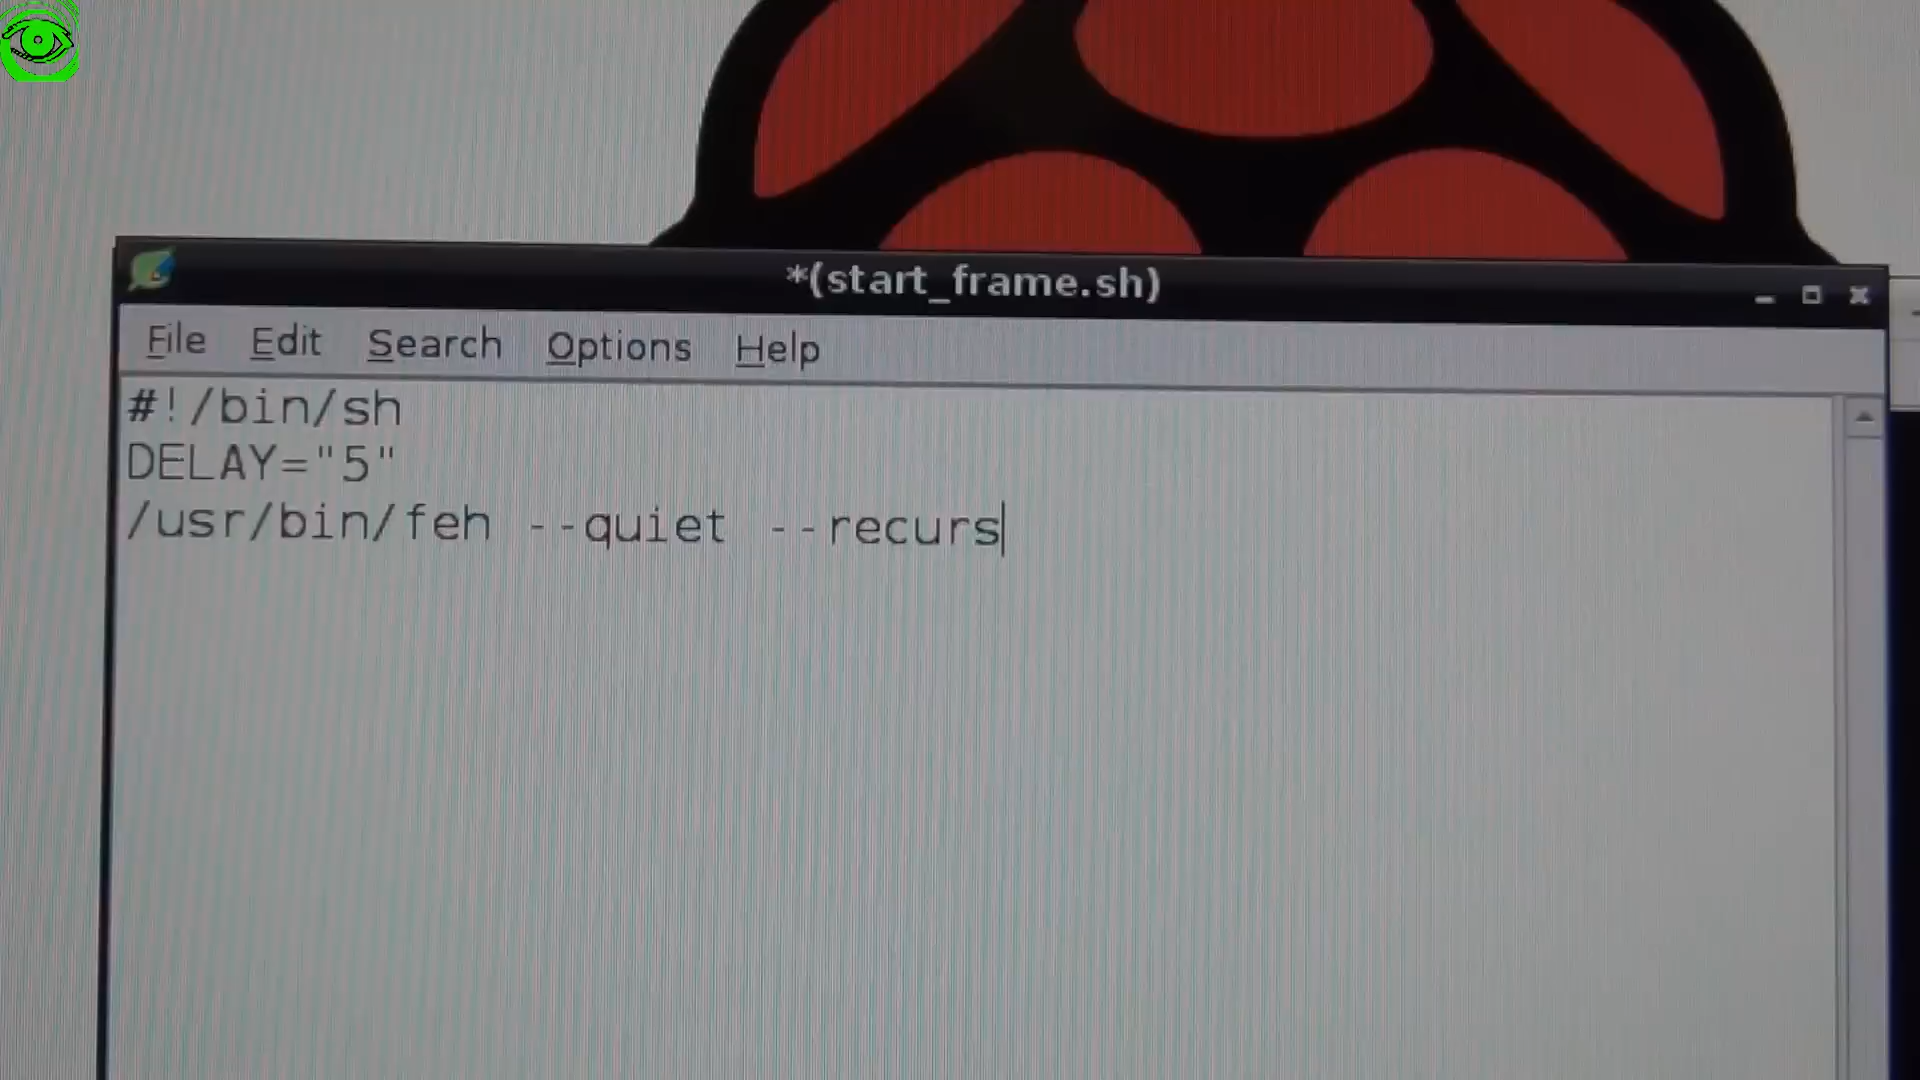 *(start_frame.sh)
File Edit Search Options Help
#!/bin/sh
DELAY="5"
/usr/bin/feh --quiet --recurs